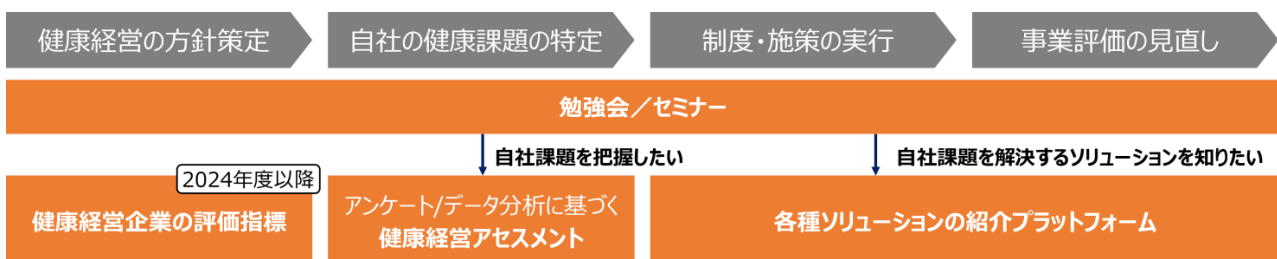 健康経営の方針策定
自社の健康課題の特定
制度・施策の実行
事業評価の見直し
勉強会／セミナー
自社課題を把握したい
自社課題を解決するソリューションを知りたい
2024年度以降
健康経営企業の評価指標
アンケート/データ分析に基づく
健康経営アセスメント
各種ソリューションの紹介プラットフォーム